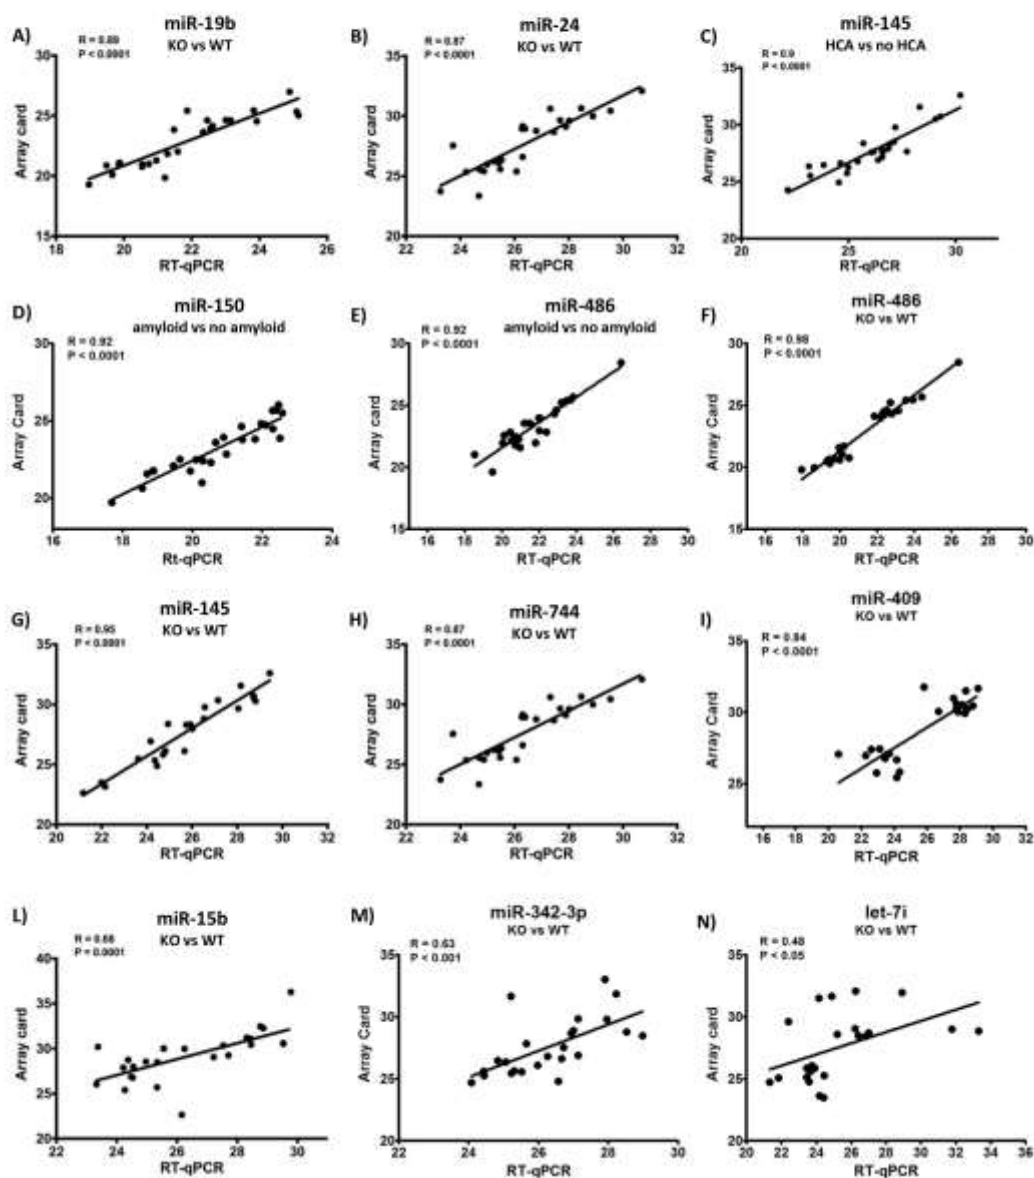 A)
miR-19b
KO vs WT
R = 0.89
P < 0.0001
Array card
30
25
20
15
18 20 22 24 26
RT-qPCR
B)
miR-24
KO vs WT
R = 0.87
P < 0.0001
Array card
35
30
25
20
22 24 26 28 30 32
RT-qPCR
C)
miR-145
HCA vs no HCA
R = 0.9
P < 0.0001
Array card
35
30
25
20
20 25 30
RT-qPCR
D)
miR-150
amyloid vs no amyloid
R = 0.92
P < 0.0001
Array Card
30
25
20
16 18 20 22 24
Rt-qPCR
E)
miR-486
amyloid vs no amyloid
R = 0.92
P < 0.0001
Array Card
30
25
20
15
16 18 20 22 24 26 28 30
RT-qPCR
F)
miR-486
KO vs WT
R = 0.98
P < 0.0001
Array Card
30
25
20
15
16 18 20 22 24 26 28 30
RT-qPCR
G)
miR-145
KO vs WT
R = 0.95
P < 0.0001
Array Card
35
30
25
20
20 22 24 26 28 30 32
RT-qPCR
H)
miR-744
KO vs WT
R = 0.87
P < 0.0001
Array card
35
30
25
20
22 24 26 28 30 32
RT-qPCR
I)
miR-409
KO vs WT
R = 0.84
P < 0.0001
Array Card
35
30
25
16 18 20 22 24 26 28 30 32
RT-qPCR
L)
miR-15b
KO vs WT
P = 0.0001
Array card
40
35
30
25
20
22 24 26 28 30
RT-qPCR
M)
miR-342-3p
KO vs WT
R = 0.63
P < 0.001
Array card
35
30
25
20
22 24 26 28 30
RT-qPCR
N)
let-7i
KO vs WT
R = 0.48
P < 0.05
Array card
35
30
25
20
20 22 24 26 28 30 32 34
RT-qPCR